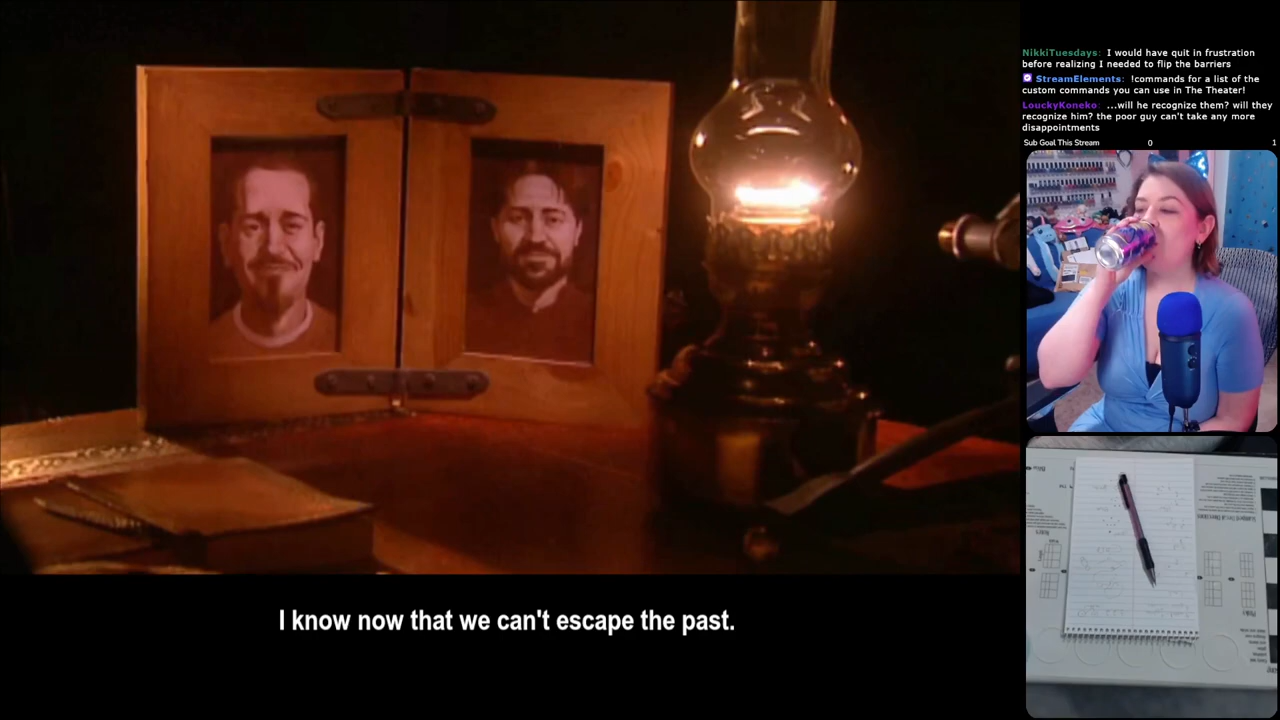 NikkiTuesdays: I would have quit in frustration
before realizing I needed to flip the barriers
StreamElements: !commands for a list of the
custom commands you can use in The Theater!
LouckyKoneko: ...will he recognize them? will they
recognize him? the poor guy can't take any more
disappointments
Sub Goal This Stream 0 1
I know now that we can't escape the past.